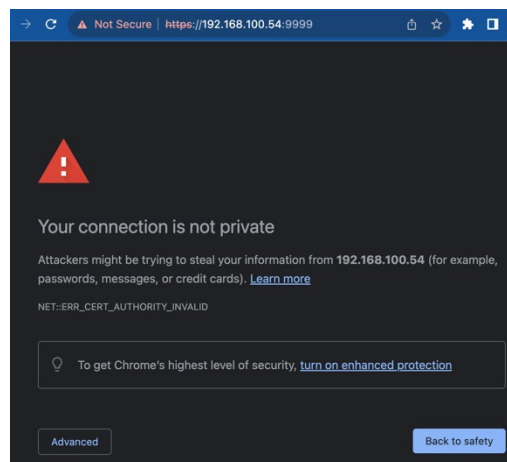 Not Secure | https://192.168.100.54:9999
Your connection is not private
Attackers might be trying to steal your information from 192.168.100.54 (for example,
passwords, messages, or credit cards). Learn more
NET::ERR_CERT_AUTHORITY_INVALID
To get Chrome's highest level of security, turn on enhanced protection
Advanced
Back to safety